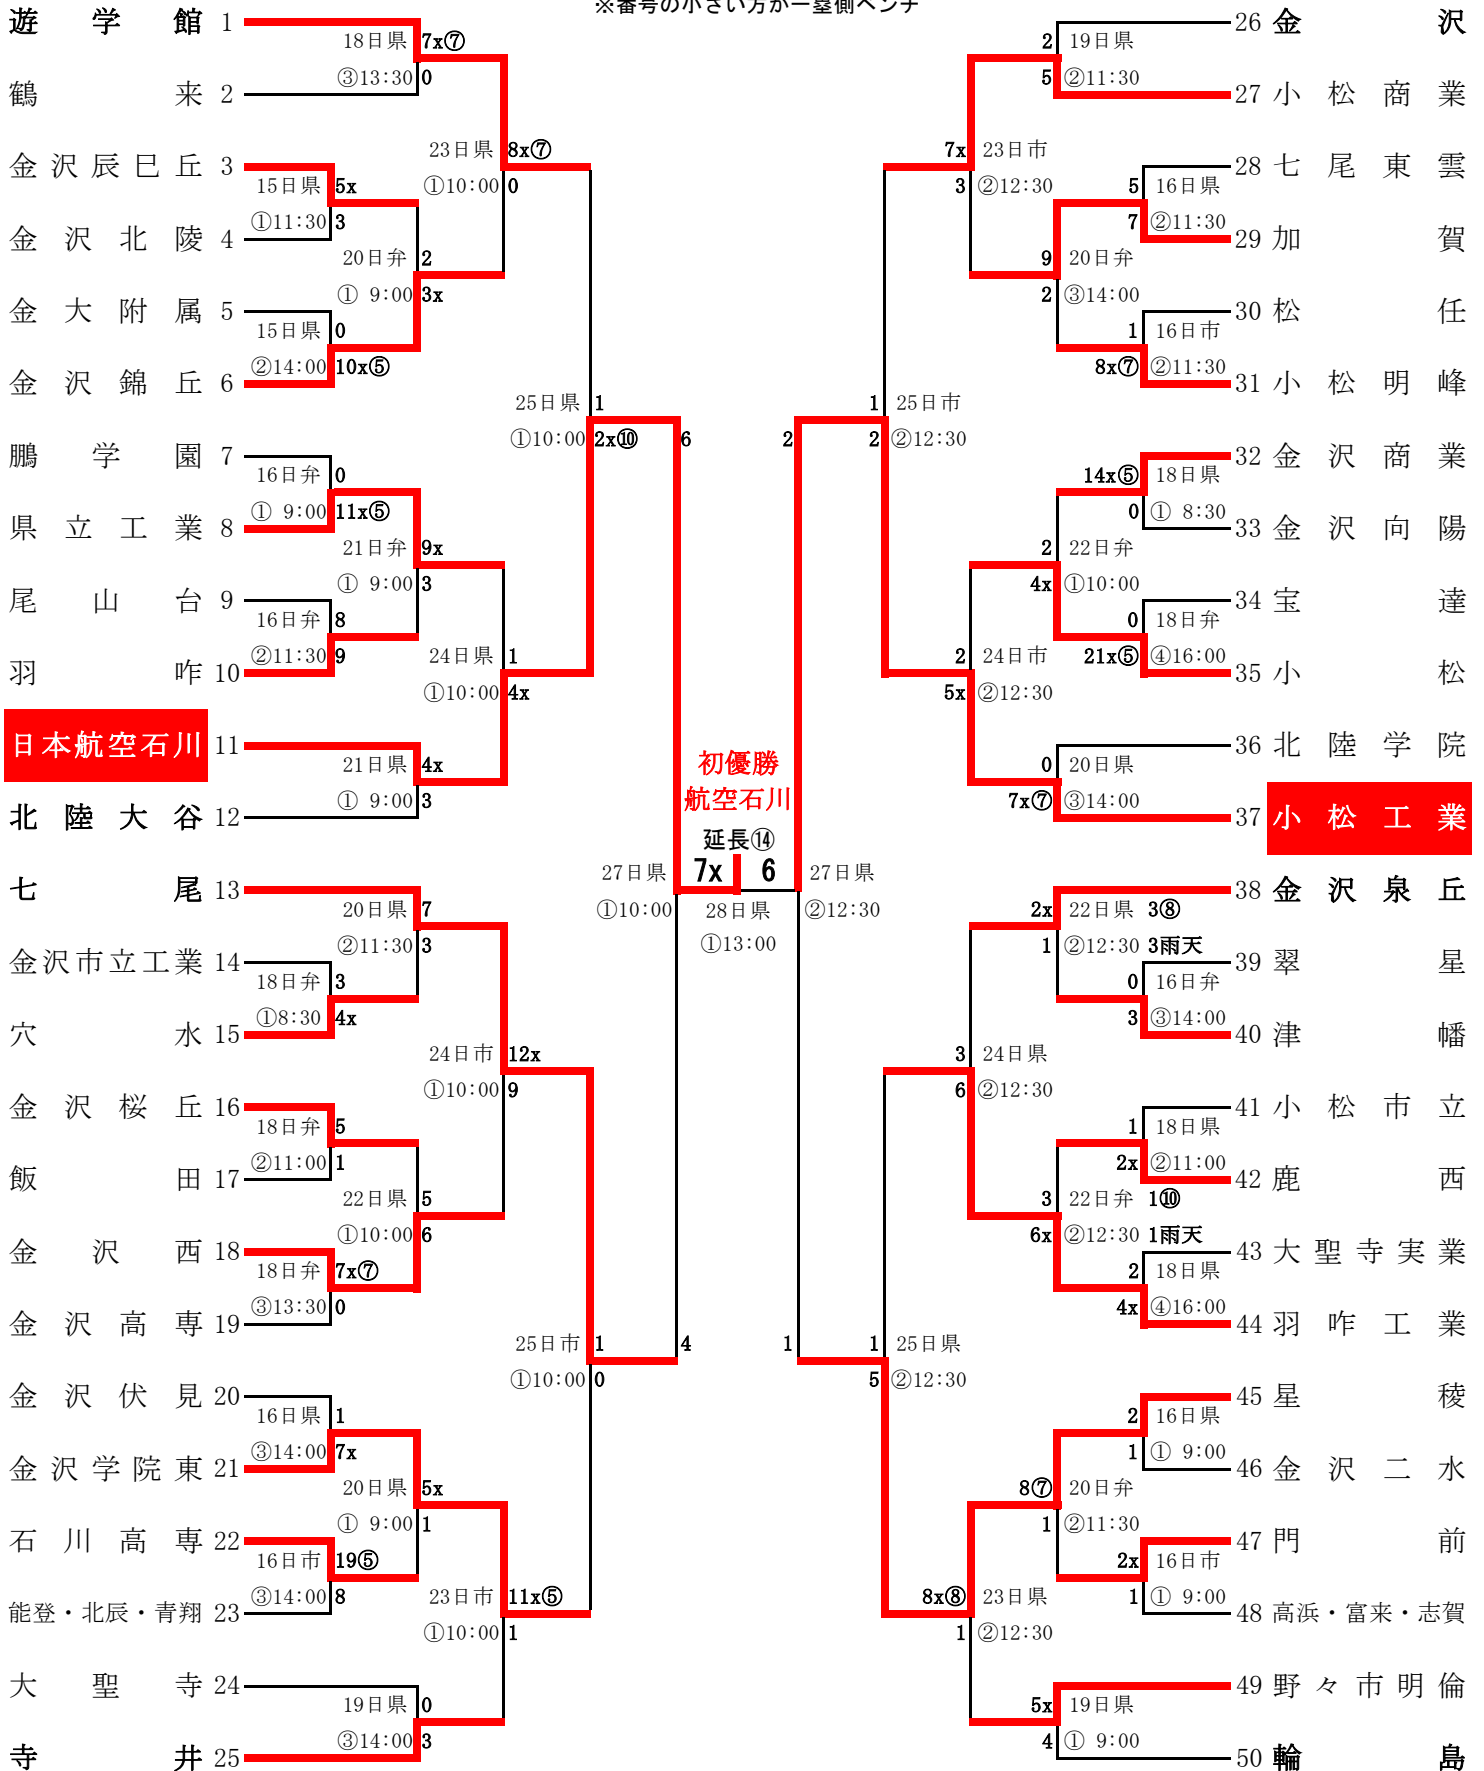 ※番号の小さい方が一塁側ベンチ
遊学館 1
18日県 7x⑦
③13:30 0
鶴来 2
23日県 8x⑦
①10:00 0
金沢辰巳丘 3
15日県 5x
①11:30 3
金沢北陵 4
20日弁 2
① 9:00 3x
金大附属 5
15日県 0
②14:00 10x⑤
金沢錦丘 6
25日県 1
①10:00 2x⑩
6
鵬学園 7
16日弁 0
① 9:00 11x⑤
県立工業 8
21日弁 9x
① 9:00 3
尾山台 9
16日弁 8
②11:30 9
羽咋 10
24日県 1
①10:00 4x
日本航空石川 11
21日県 4x
① 9:00 3
北陸大谷 12
七尾 13
20日県 7
②11:30 3
金沢市立工業 14
18日弁 3
①8:30 4x
穴水 15
24日市 12x
①10:00 9
金沢桜丘 16
18日弁 5
②11:00 1
飯田 17
22日県 5
①10:00 6
金沢西 18
18日弁 7x⑦
③13:30 0
金沢高専 19
25日市 1
①10:00 0
4
金沢伏見 20
16日県 1
③14:00 7x
金沢学院東 21
20日県 5x
① 9:00 1
石川高専 22
16日市 19⑤
③14:00 8
能登・北辰・青翔 23
23日市 11x⑤
①10:00 1
大聖寺 24
19日県 0
③14:00 3
寺井 25
初優勝
航空石川
延長⑭
7x 6
27日県
①10:00
28日県
①13:00
27日県
②12:30
26 金沢
2 19日県
5 ②11:30
27 小松商業
7x 23日市
3 ②12:30
28 七尾東雲
5 16日県
7 ②11:30
29 加賀
9 20日弁
2 ③14:00
30 松任
1 16日市
8x⑦ ②11:30
31 小松明峰
1 25日市
2 ②12:30
2
32 金沢商業
14x⑤ 18日県
0 ① 8:30
33 金沢向陽
2 22日弁
4x ①10:00
34 宝達
0 18日弁
21x⑤ ④16:00
35 小松
2 24日市
5x ②12:30
36 北陸学院
0 20日県
7x⑦ ③14:00
37 小松工業
38 金沢泉丘
2x 22日県 3⑧
1 ②12:30 3雨天
39 翠星
0 16日弁
3 ③14:00
40 津幡
3 24日県
6 ②12:30
41 小松市立
1 18日県
2x ②11:00
42 鹿西
3 22日弁 1⑩
6x ②12:30 1雨天
43 大聖寺実業
2 18日県
4x ④16:00
44 羽咋工業
1
1 25日県
5 ②12:30
45 星稜
2 16日県
1 ① 9:00
46 金沢二水
8⑦ 20日弁
1 ②11:30
47 門前
2x 16日市
1 ① 9:00
48 高浜・富来・志賀
8x⑧ 23日県
1 ②12:30
49 野々市明倫
5x 19日県
4 ① 9:00
50 輪島